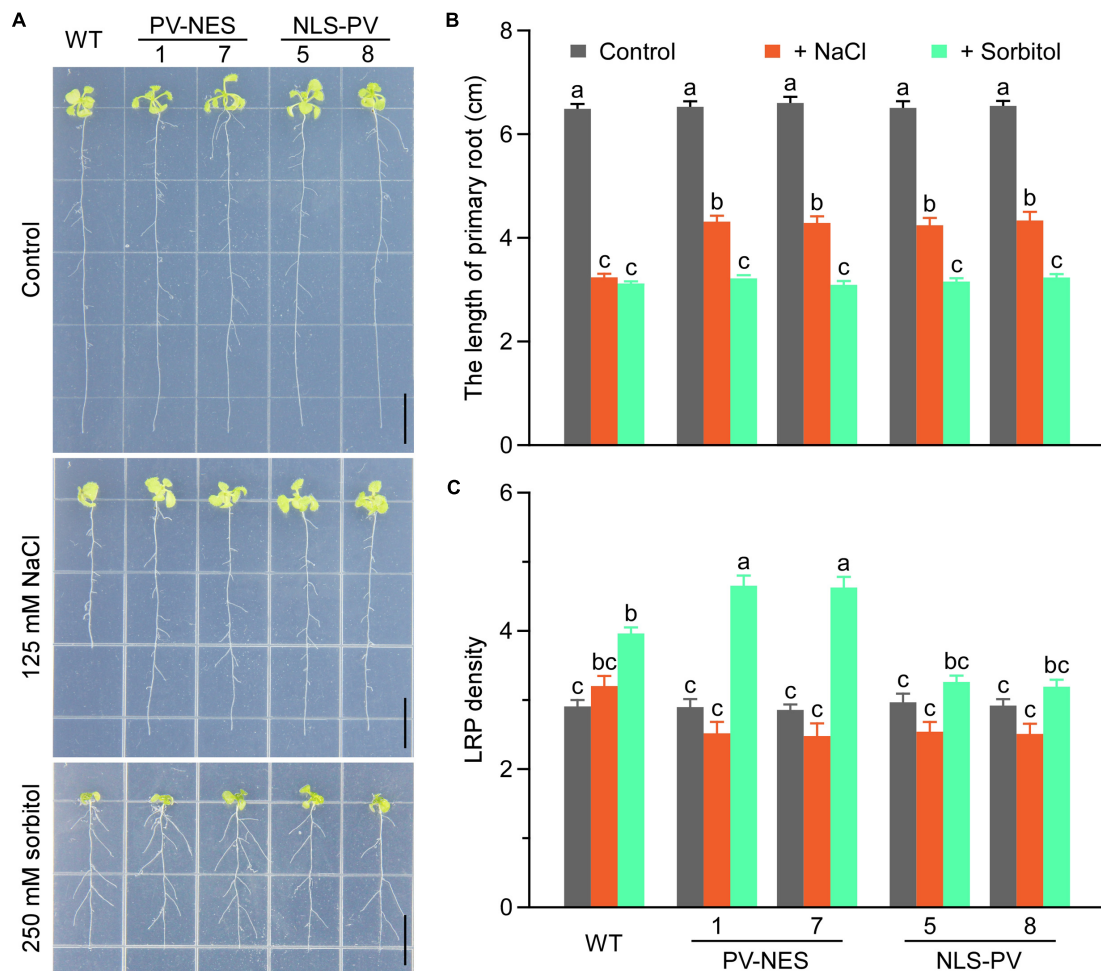 A
WT PV-NES NLS-PV
1 7 5 8
Control
125 mM NaCl
250 mM sorbitol
B
8
6
4
2
0
The length of primary root (cm)
Control + NaCl + Sorbitol
a a a a a
b b b b
c c c c c c
C
6
4
2
0
LRP density
a a
b
bc bc bc
c c c c c c c c c
WT 1 7 5 8
PV-NES NLS-PV